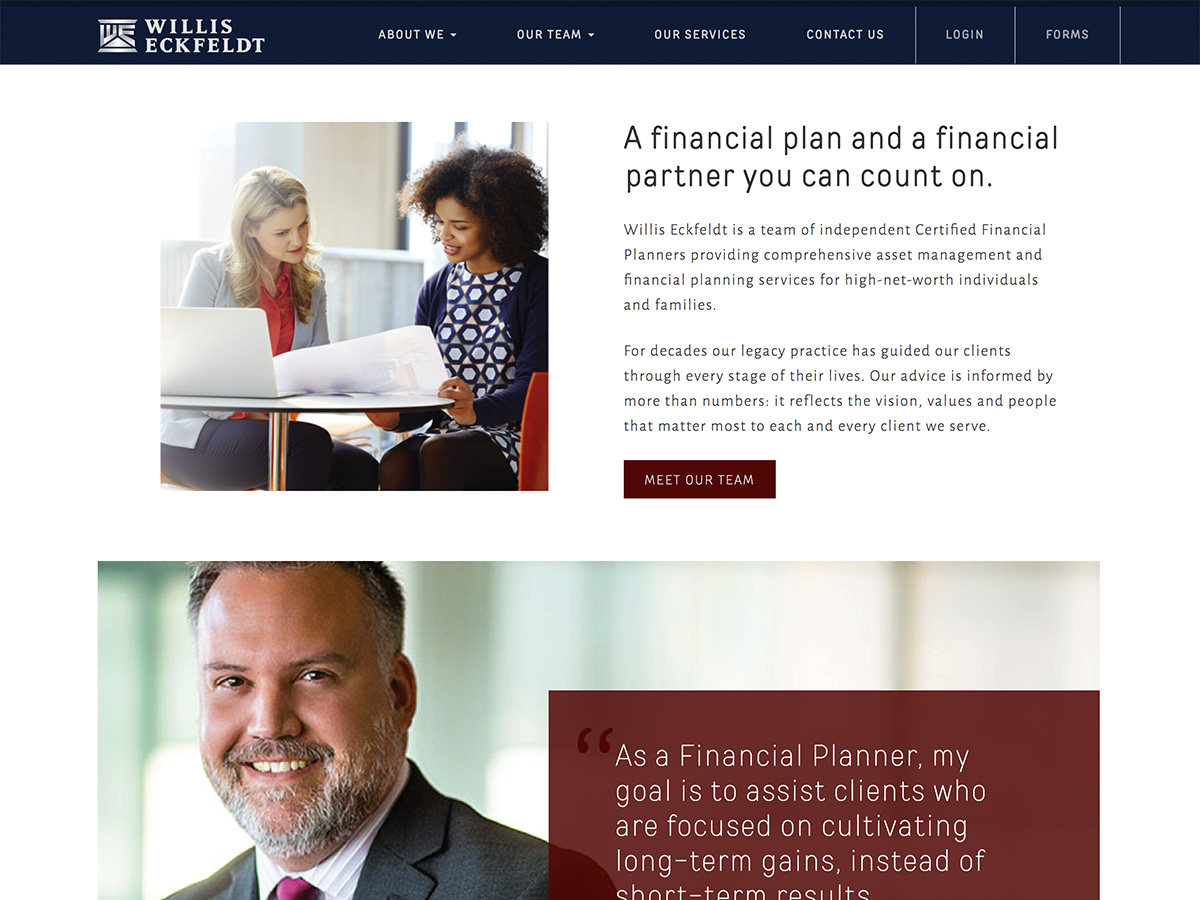 WILLIS
ECKFELDT
ABOUT WE
OUR TEAM
OUR SERVICES
CONTACT US
LOGIN
FORMS
A financial plan and a financial
partner you can count on.
Willis Eckfeldt is a team of independent Certified Financial
Planners providing comprehensive asset management and
financial planning services for high-net-worth individuals
and families.
For decades our legacy practice has guided our clients
through every stage of their lives. Our advice is informed by
more than numbers: it reflects the vision, values and people
that matter most to each and every client we serve.
MEET OUR TEAM
“As a Financial Planner, my
goal is to assist clients who
are focused on cultivating
long-term gains, instead of
short-term results